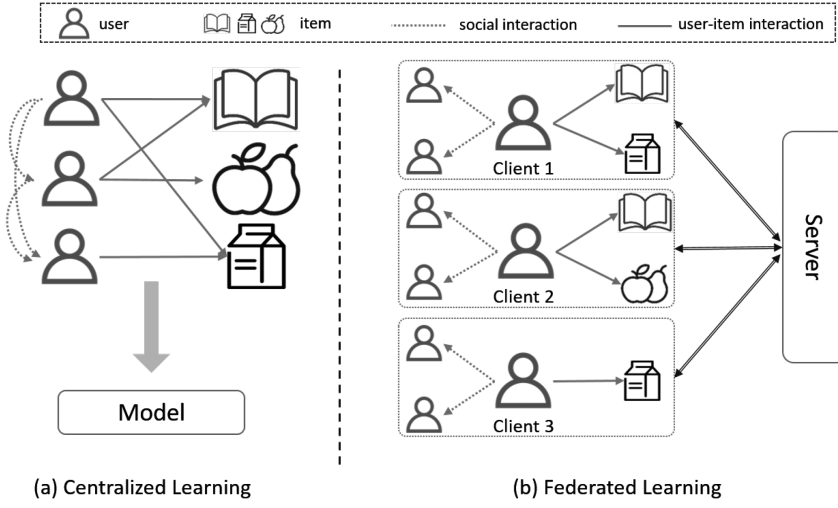 user
item
social interaction
user-item interaction
Client 1
Client 2
Client 3
Server
Model
(a) Centralized Learning
(b) Federated Learning